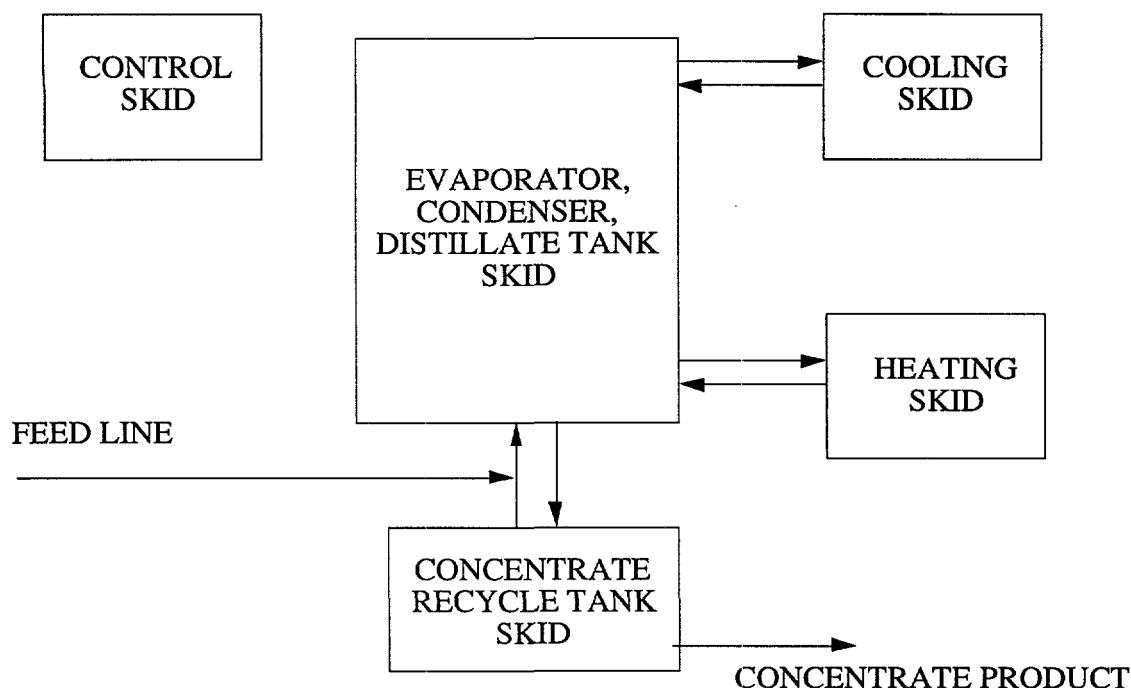 CONTROL
SKID
COOLING
SKID
EVAPORATOR,
CONDENSER,
DISTILLATE TANK
SKID
HEATING
SKID
FEED LINE
CONCENTRATE
RECYCLE TANK
SKID
CONCENTRATE PRODUCT